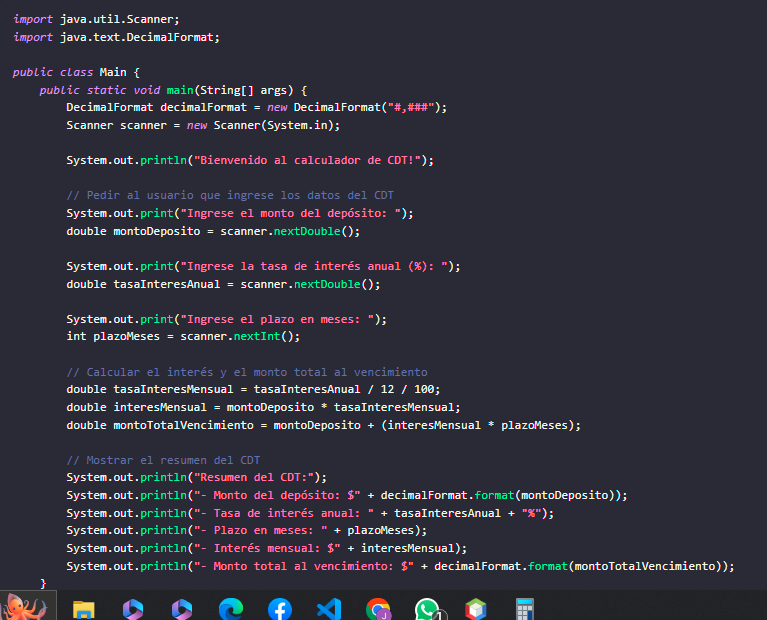 import java.util.Scanner;
import java.text.DecimalFormat;
public class Main {
public static void main(String[] args) {
DecimalFormat decimalFormat = new DecimalFormat("#,###");
Scanner scanner = new Scanner(System.in);
System.out.println("Bienvenido al calculador de CDT!");
// Pedir al usuario que ingrese los datos del CDT
System.out.print("Ingrese el monto del depósito: ");
double montoDeposito = scanner.nextDouble();
System.out.print("Ingrese la tasa de interés anual (%): ");
double tasaInteresAnual = scanner.nextDouble();
System.out.print("Ingrese el plazo en meses: ");
int plazoMeses = scanner.nextInt();
// Calcular el interés y el monto total al vencimiento
double tasaInteresMensual = tasaInteresAnual / 12 / 100;
double interesMensual = montoDeposito * tasaInteresMensual;
double montoTotalVencimiento = montoDeposito + (interesMensual * plazoMeses);
// Mostrar el resumen del CDT
System.out.println("Resumen del CDT:");
System.out.println("- Monto del depósito: $" + decimalFormat.format(montoDeposito));
System.out.println("- Tasa de interés anual: " + tasaInteresAnual + "%");
System.out.println("- Plazo en meses: " + plazoMeses);
System.out.println("- Interés mensual: $" + interesMensual);
System.out.println("- Monto total al vencimiento: $" + decimalFormat.format(montoTotalVencimiento));
}
J 1